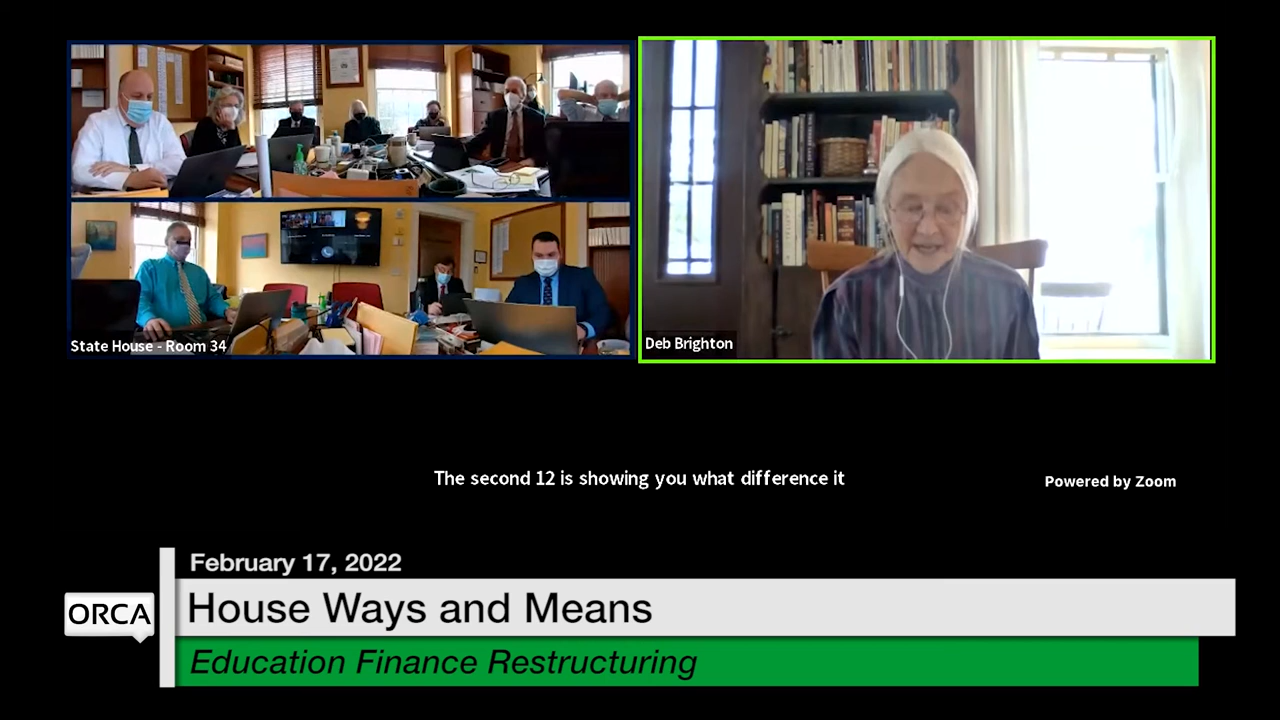 State House - Room 34
Deb Brighton
The second 12 is showing you what difference it
Powered by Zoom
February 17, 2022
ORCA
House Ways and Means
Education Finance Restructuring